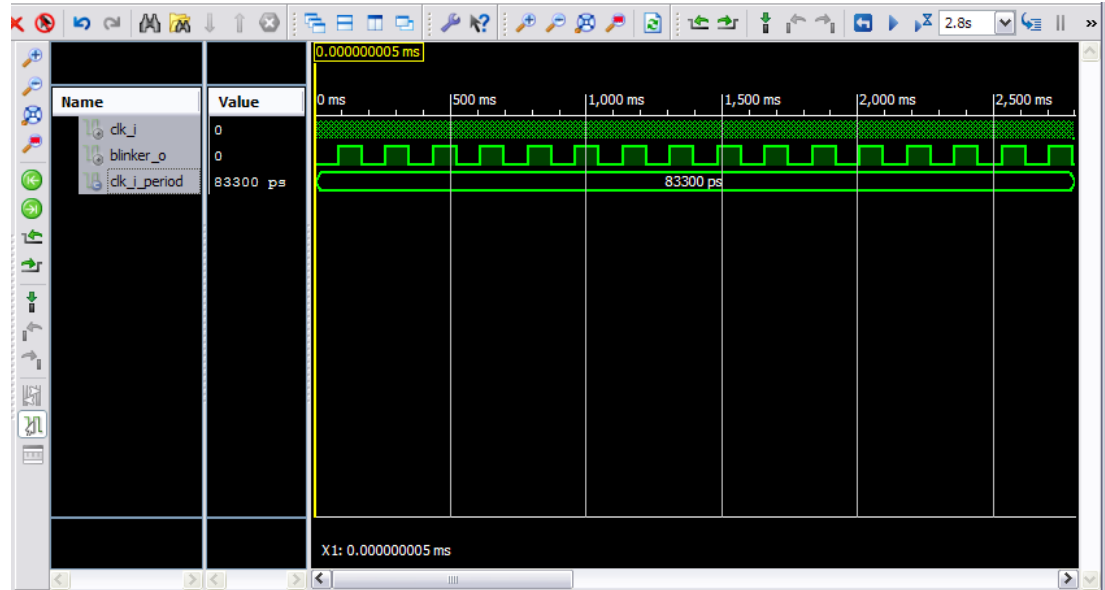 2.8s
»
0.000000005 ms
Name
Value
0 ms
500 ms
1,000 ms
1,500 ms
2,000 ms
2,500 ms
clk_i
0
blinker_o
0
clk_i_period
83300 ps
83300 ps
X1: 0.000000005 ms